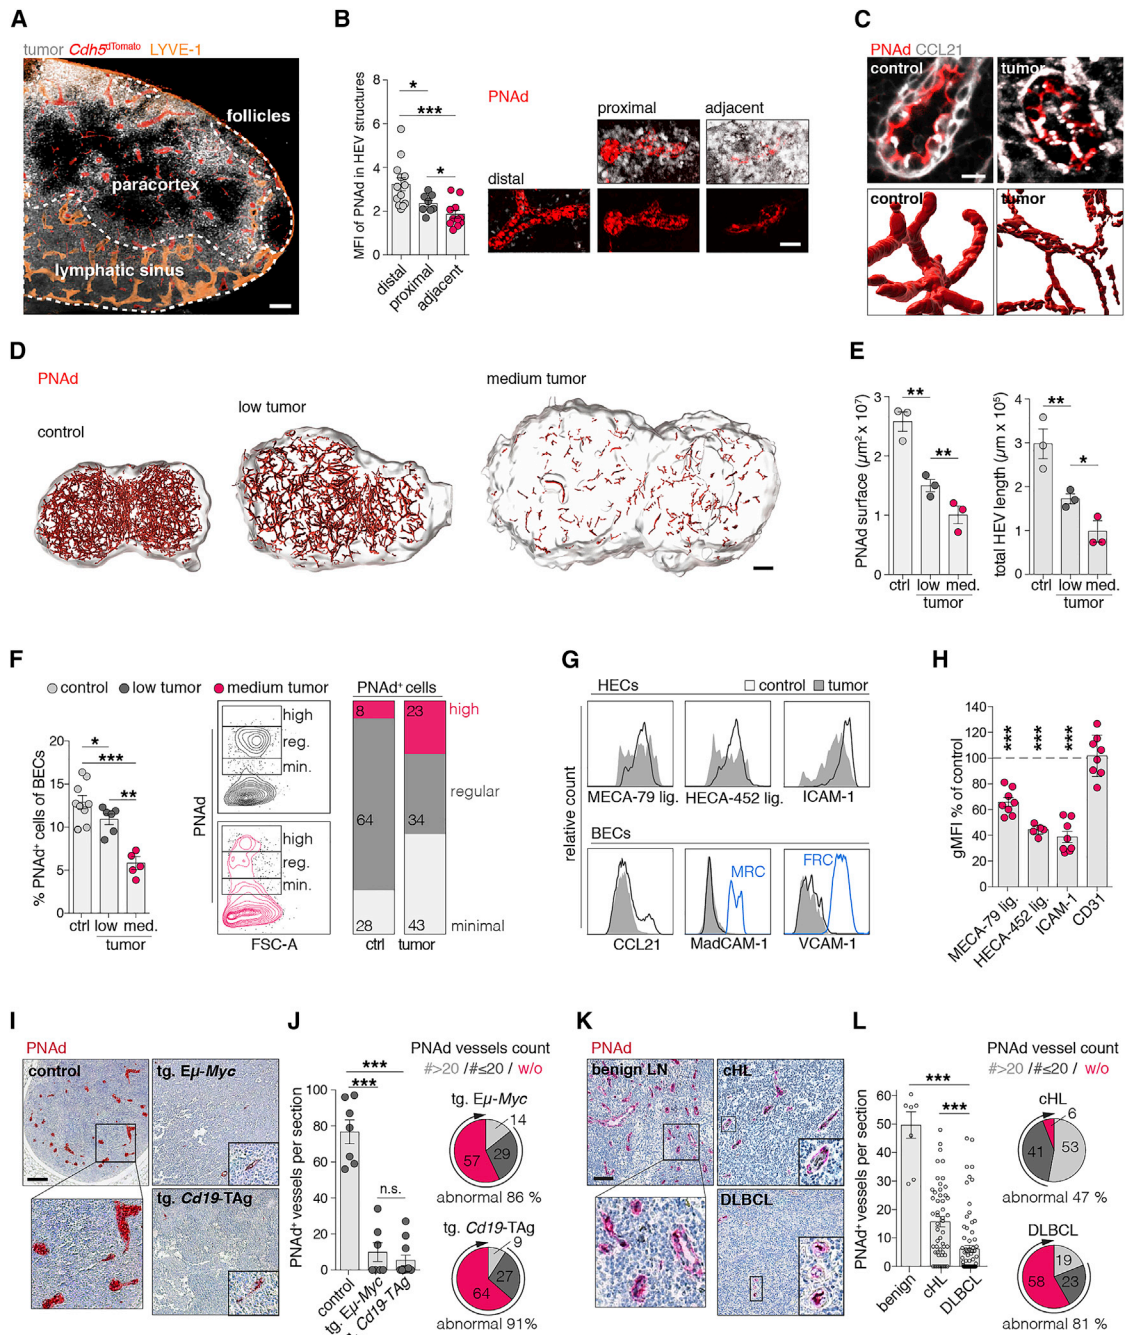 A
tumor Cdh5tdTomato LYVE-1
follicles
paracortex
lymphatic sinus
B
MFI of PNAd in HEV structures
8
6
4
2
0
*
***
*
distal
proximal
adjacent
PNAd
proximal
adjacent
distal
C
PNAd CCL21
control
tumor
control
tumor
D
PNAd
control
low tumor
medium tumor
E
PNAd surface (µm² x 10⁷)
3
2
1
0
**
**
ctrl
low med.
tumor
total HEV length (µm x 10⁵)
4
3
2
1
0
**
*
ctrl
low med.
tumor
F
control low tumor medium tumor
% PNAd⁺ cells of BECs
20
15
10
5
0
*
***
**
ctrl low med.
tumor
PNAd
high
reg.
min.
high
reg.
min.
FSC-A
PNAd⁺ cells
8
23
high
64
34
regular
28
43
minimal
ctrl tumor
G
control tumor
HECs
relative count
MECA-79 lig.
HECA-452 lig.
ICAM-1
BECs
MRC
FRC
CCL21
MadCAM-1
VCAM-1
H
gMFI % of control
140
120
100
80
60
40
20
0
***
***
***
MECA-79 lig.
HECA-452 lig.
ICAM-1
CD31
I
PNAd
control
tg. Eµ-Myc
tg. Cd19-TAg
J
PNAd⁺ vessels per section
100
80
60
40
20
0
***
***
n.s.
control
tg. Eµ-Myc
. Cd19-TAg
PNAd vessels count
#>20 /#≤20 / w/o
tg. Eµ-Myc
14
29
57
abnormal 86 %
tg. Cd19-TAg
9
27
64
abnormal 91%
K
PNAd
benign LN
cHL
DLBCL
L
PNAd⁺ vessels per section
60
50
40
30
20
10
0
***
***
benign
cHL
DLBCL
PNAd vessel count
#>20 /#≤20 / w/o
cHL
6
41
53
abnormal 47 %
DLBCL
19
58
23
abnormal 81 %